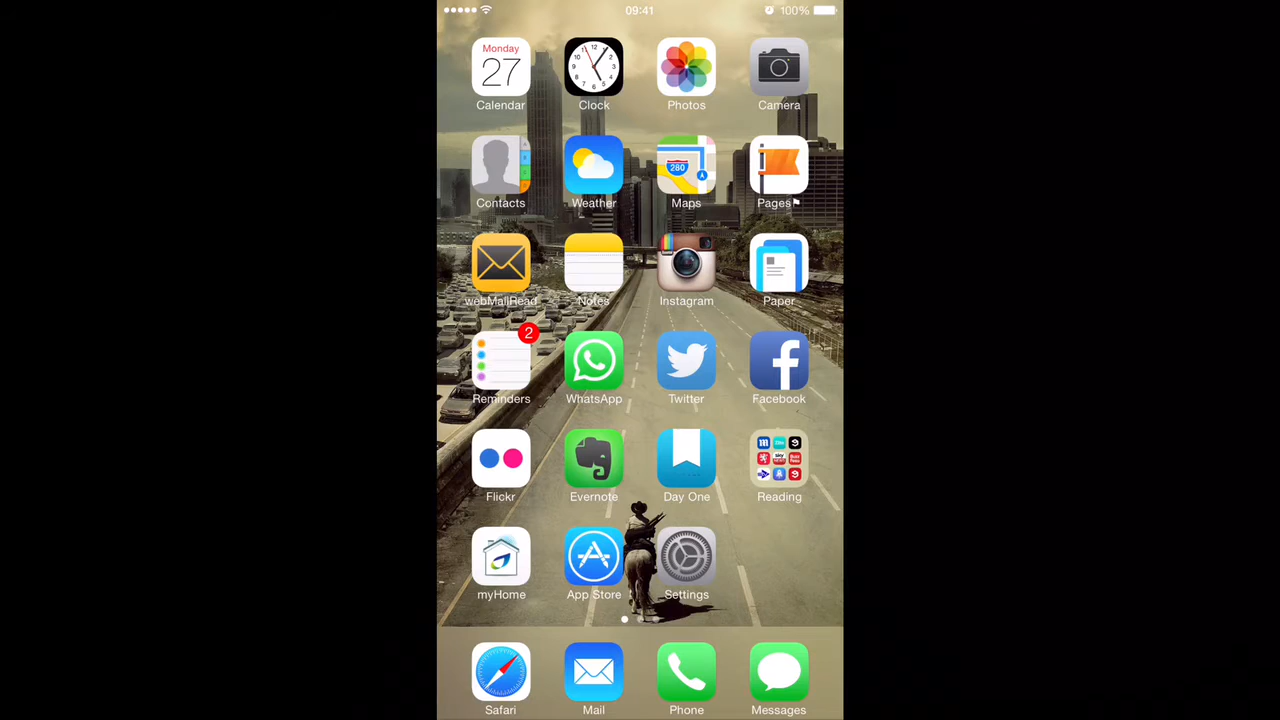 09:41 100%
Monday
27
Calendar Clock Photos Camera
280
Contacts Weather Maps Pages
webMailRead Notes Instagram Paper
2
Reminders WhatsApp Twitter Facebook
Flickr Evernote Day One Reading
myHome App Store Settings
Safari Mail Phone Messages